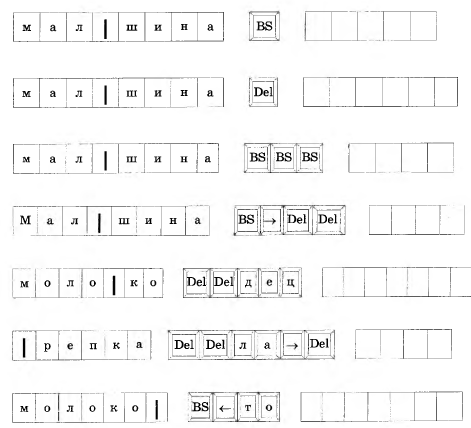 м а л | ш и н а BS
м а л | ш и н а Del
м а л | ш и н а BS BS BS
М а л | ш и н а BS → Del Del
м о л о | к о Del Del д е ц
| р е п к а Del Del л а → Del
м о л о к о | BS ← т о